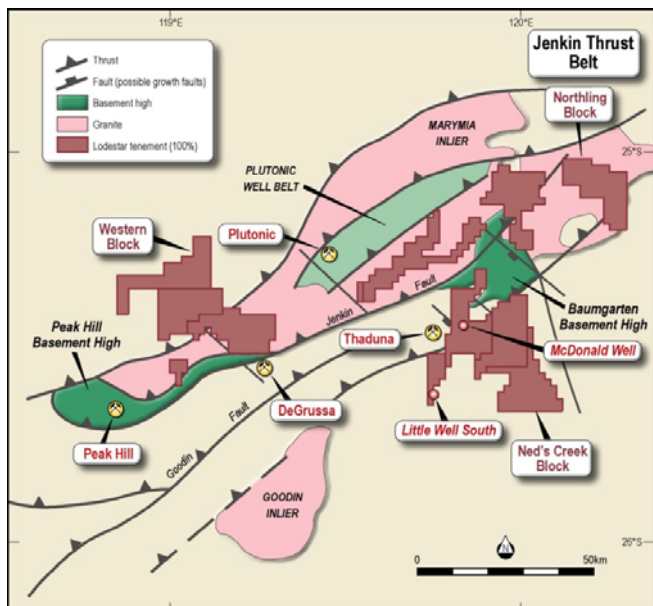 119°E
120°E
Jenkin Thrust
Belt
Thrust
Fault (possible growth faults)
Basement high
Granite
Lodestar tenement (100%)
Northling
Block
MARYMIA
INLIER
25°S
PLUTONIC
WELL BELT
Western
Block
Plutonic
Fault
Jenkin
Baumgarten
Basement High
Peak Hill
Basement High
Thaduna
McDonald Well
DeGrussa
Little Well South
Peak Hill
Fault
Goodin
Ned's Creek
Block
GOODIN
INLIER
26°S
N
0
50km